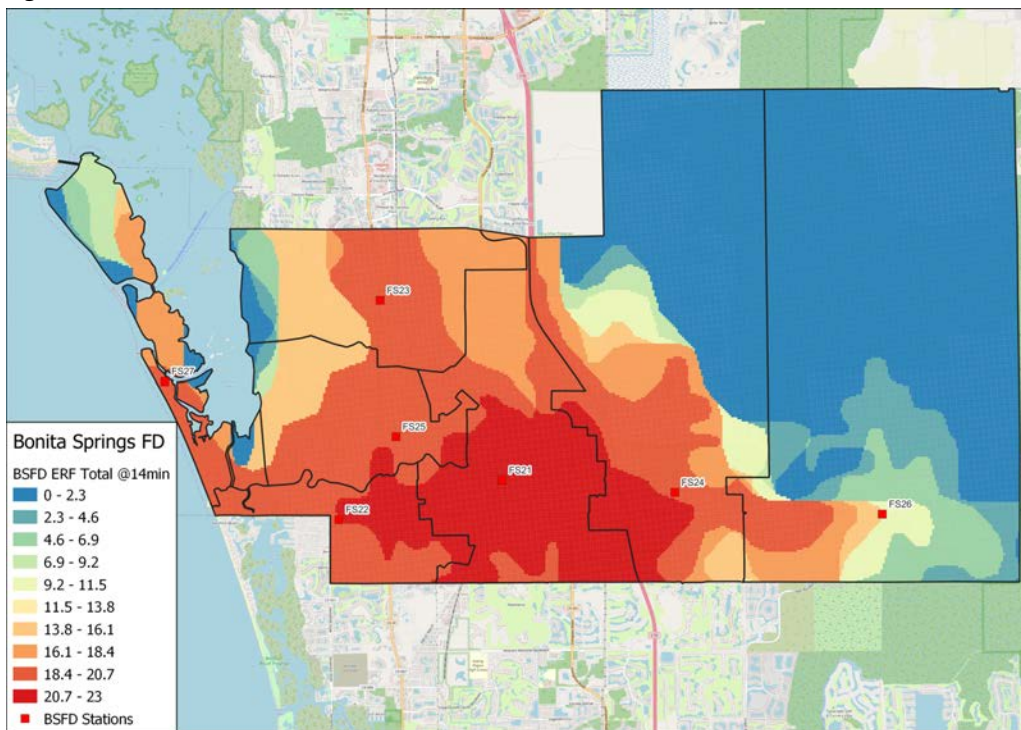 FS23
FS27
FS25
FS21
FS24
FS22
FS26
Bonita Springs FD
BSFD ERF Total @14min
0 - 2.3
2.3 - 4.6
4.6 - 6.9
6.9 - 9.2
9.2 - 11.5
11.5 - 13.8
13.8 - 16.1
16.1 - 18.4
18.4 - 20.7
20.7 - 23
BSFD Stations